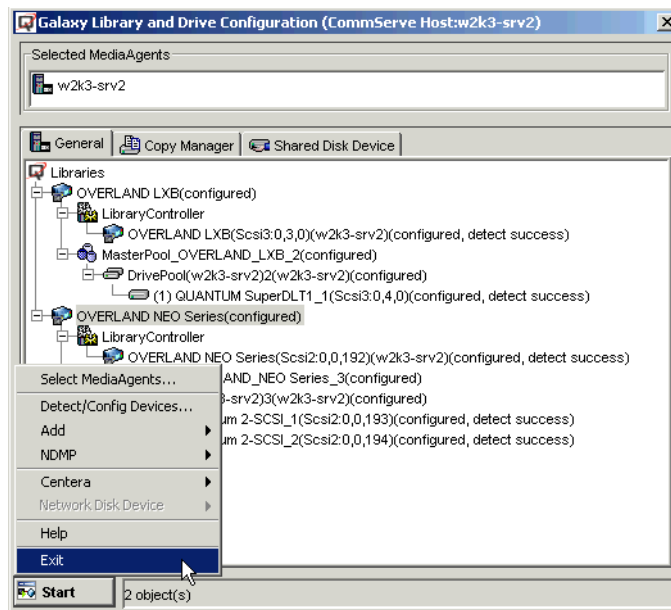 Galaxy Library and Drive Configuration (CommServe Host:w2k3-srv2)
Selected MediaAgents
w2k3-srv2
General Copy Manager Shared Disk Device
Libraries
OVERLAND LXB(configured)
LibraryController
OVERLAND LXB(Scsi3:0,3,0)(w2k3-srv2)(configured, detect success)
MasterPool_OVERLAND_LXB_2(configured)
DrivePool(w2k3-srv2)2(w2k3-srv2)(configured)
(1) QUANTUM SuperDLT1_1(Scsi3:0,4,0)(configured, detect success)
OVERLAND NEO Series(configured)
LibraryController
OVERLAND NEO Series(Scsi2:0,0,192)(w2k3-srv2)(configured, detect success)
AND_NEO Series_3(configured)
3-srv2)3(w2k3-srv2)(configured)
um 2-SCSI_1(Scsi2:0,0,193)(configured, detect success)
um 2-SCSI_2(Scsi2:0,0,194)(configured, detect success)
Select MediaAgents...
Detect/Config Devices...
Add
NDMP
Centera
Network Disk Device
Help
Exit
Start
2 object(s)